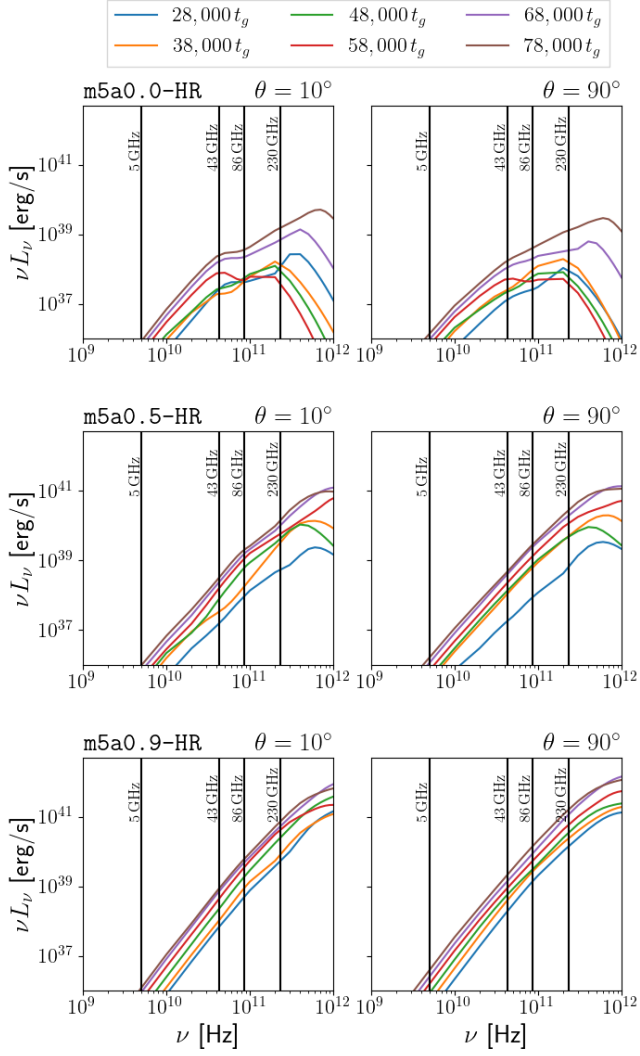 28,000 t_g 48,000 t_g 68,000 t_g
38,000 t_g 58,000 t_g 78,000 t_g
m5a0.0-HR θ = 10° θ = 90°
5 GHz 43 GHz 86 GHz 230 GHz 5 GHz 43 GHz 86 GHz 230 GHz
νL_ν [erg/s]
10^41
10^39
10^37
10^9 10^10 10^11 10^12 10^9 10^10 10^11 10^12
m5a0.5-HR θ = 10° θ = 90°
5 GHz 43 GHz 86 GHz 230 GHz 5 GHz 43 GHz 86 GHz 230 GHz
νL_ν [erg/s]
10^41
10^39
10^37
10^9 10^10 10^11 10^12 10^9 10^10 10^11 10^12
m5a0.9-HR θ = 10° θ = 90°
5 GHz 43 GHz 86 GHz 230 GHz 5 GHz 43 GHz 86 GHz 230 GHz
νL_ν [erg/s]
10^41
10^39
10^37
10^9 10^10 10^11 10^12 10^9 10^10 10^11 10^12
ν [Hz] ν [Hz]